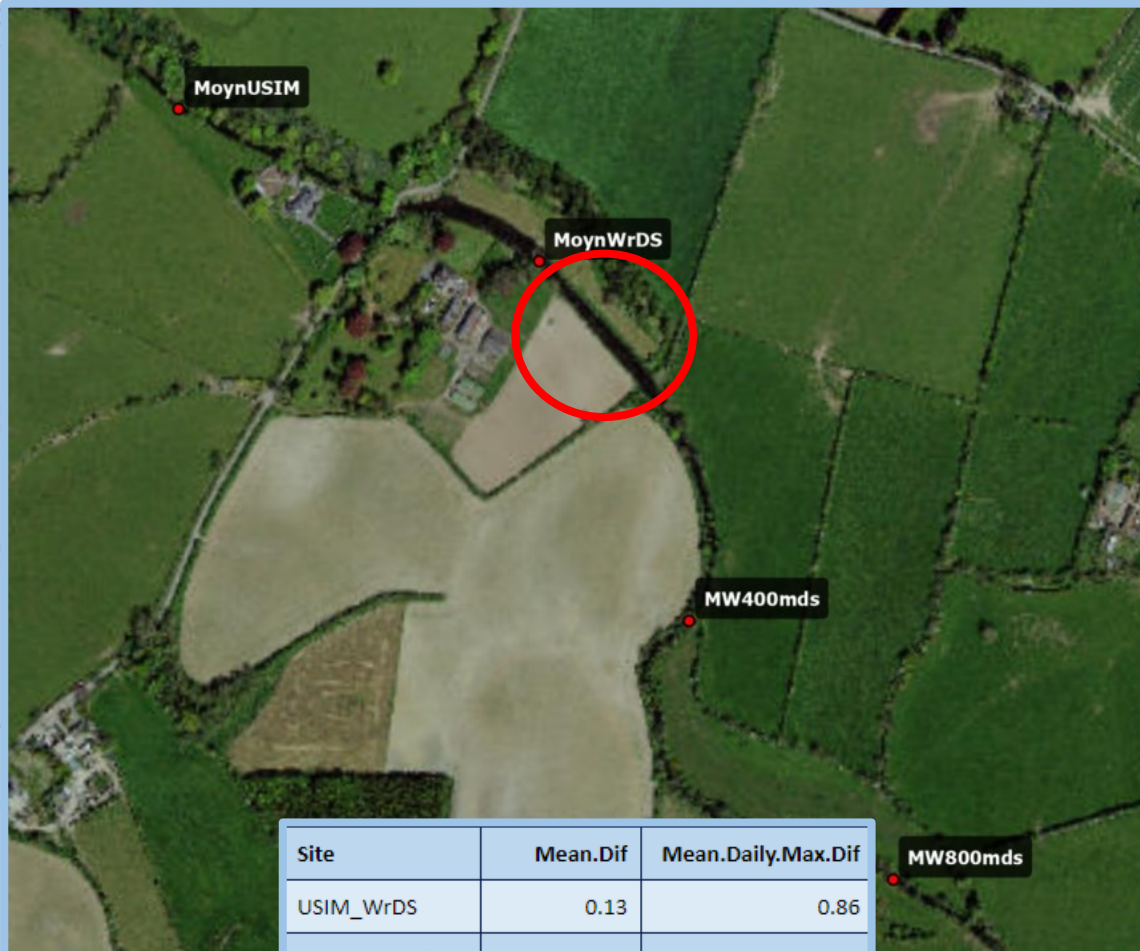 MoynUSIM
MoynWrDS
MW400mds
Site Mean.Dif Mean.Daily.Max.Dif
MW800mds
USIM_WrDS 0.13 0.86